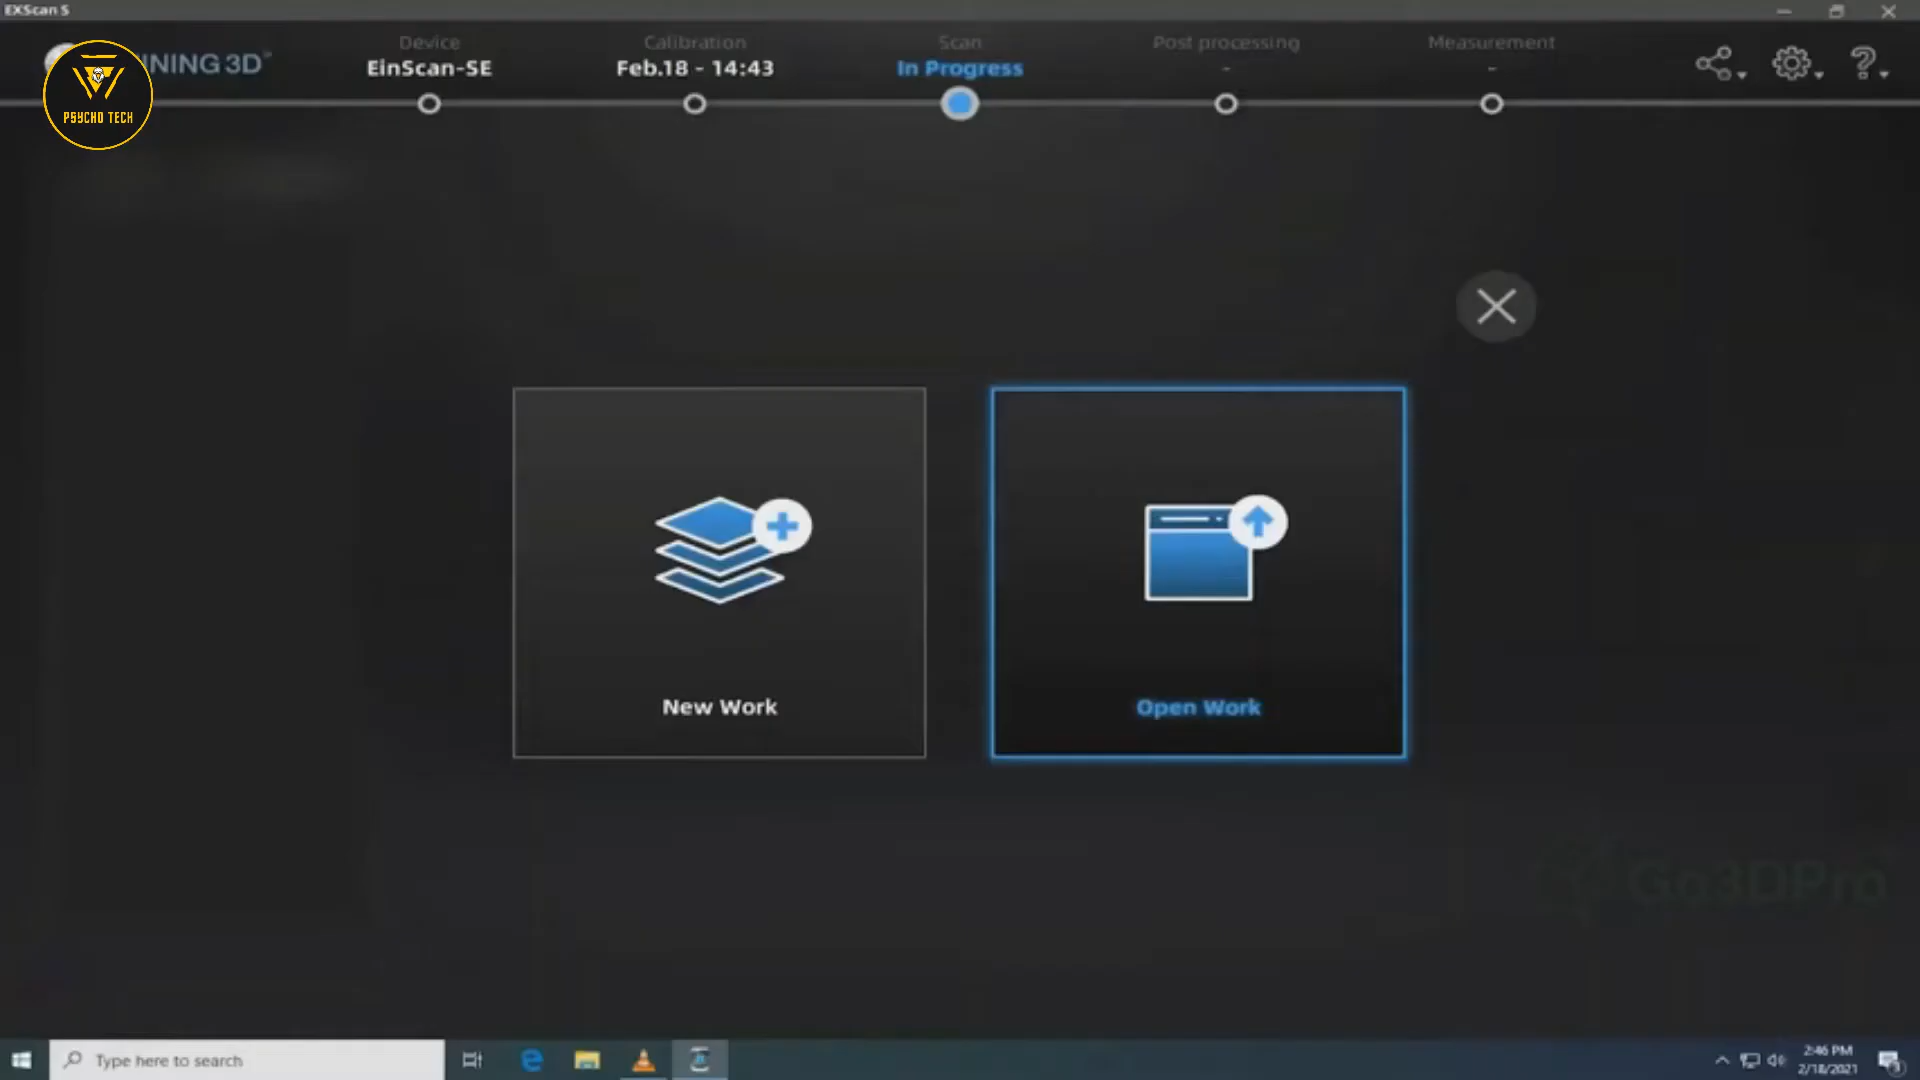 EXScan S
Device
Calibration
Scan
Post processing
Measurement
NING 3D
EinScan-SE
Feb.18 - 14:43
In Progress
-
-
PSYCHO TECH
New Work
Open Work
Go3DPro
Type here to search
2:46 PM
2/18/2021